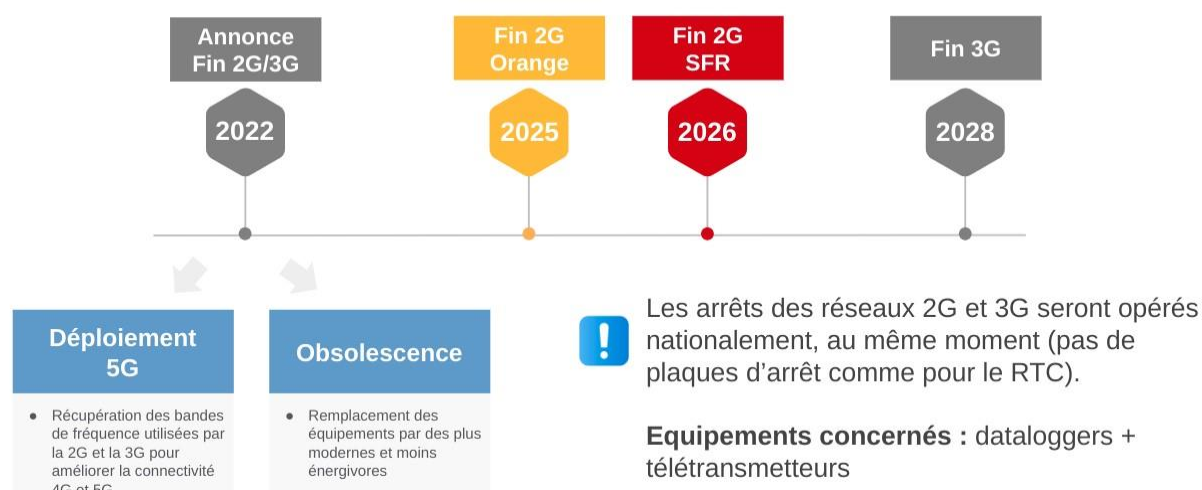 Annonce
Fin 2G/3G
Fin 2G
Orange
Fin 2G
SFR
Fin 3G
2022
2025
2026
2028
Déploiement
5G
● Récupération des bandes
de fréquence utilisées par
la 2G et la 3G pour
améliorer la connectivité
4G et 5G
Obsolescence
● Remplacement des
équipements par des plus
modernes et moins
énergivores
!
Les arrêts des réseaux 2G et 3G seront opérés
nationalement, au même moment (pas de
plaques d’arrêt comme pour le RTC).
Equipements concernés : dataloggers +
télétransmetteurs